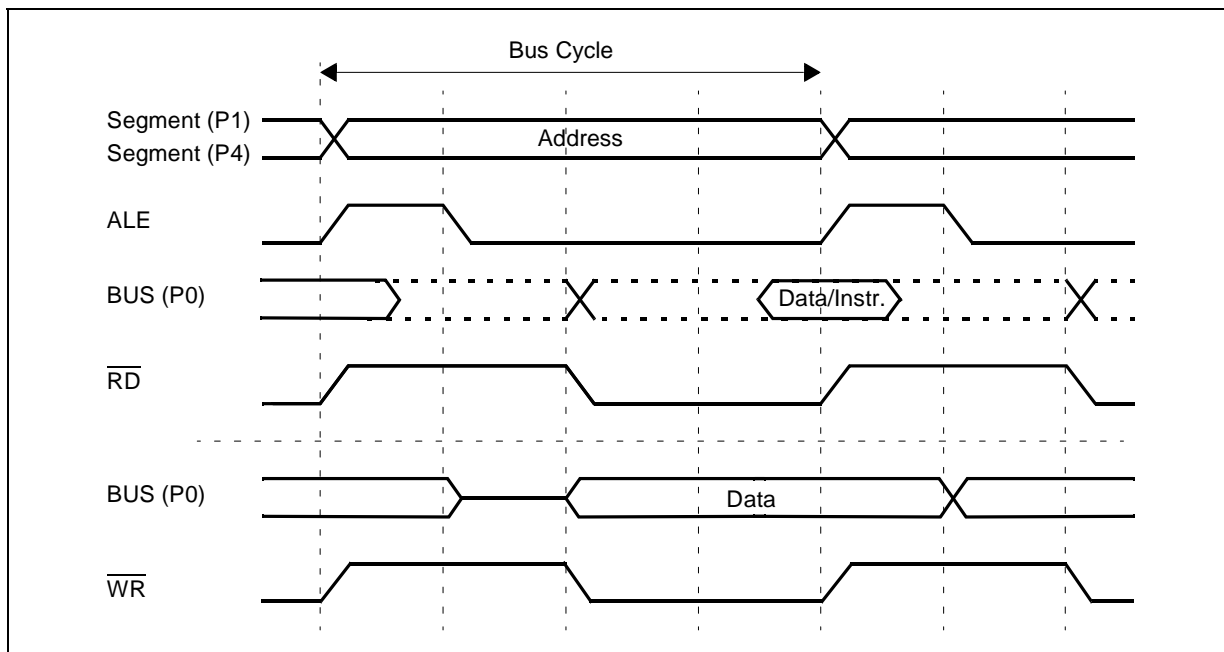 Bus Cycle
Segment (P1)
Segment (P4)
Address
ALE
BUS (P0)
Data/Instr.
RD
BUS (P0)
Data
WR